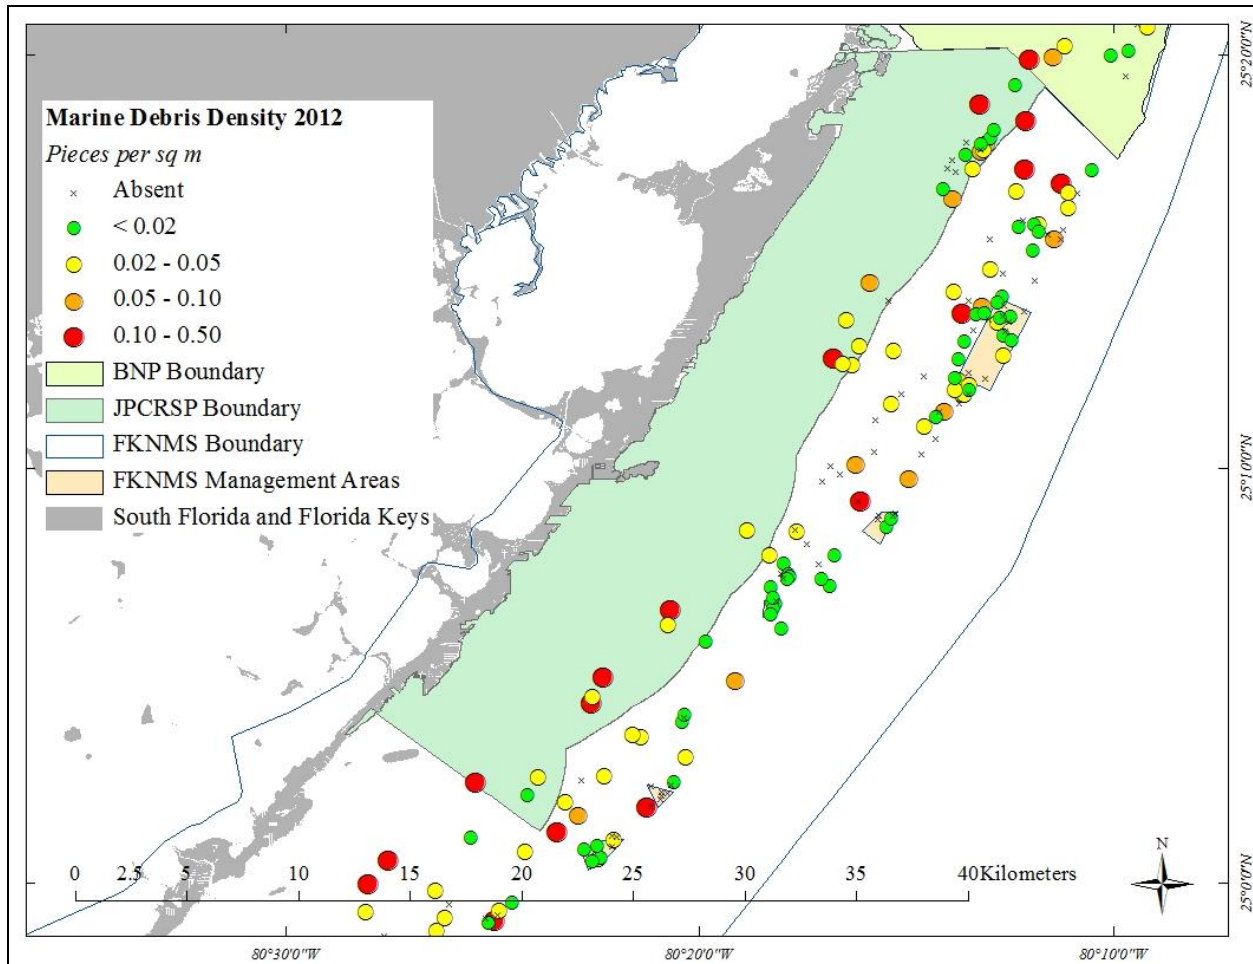 Marine Debris Density 2012
Pieces per sq m
Absent
< 0.02
0.02 - 0.05
0.05 - 0.10
0.10 - 0.50
BNP Boundary
JPCRSP Boundary
FKNMS Boundary
FKNMS Management Areas
South Florida and Florida Keys
25°20'0"N
25°10'0"N
25°0'0"N
N
0 2.5 5 10 15 20 25 30 35 40 Kilometers
80°30'0"W 80°20'0"W 80°10'0"W